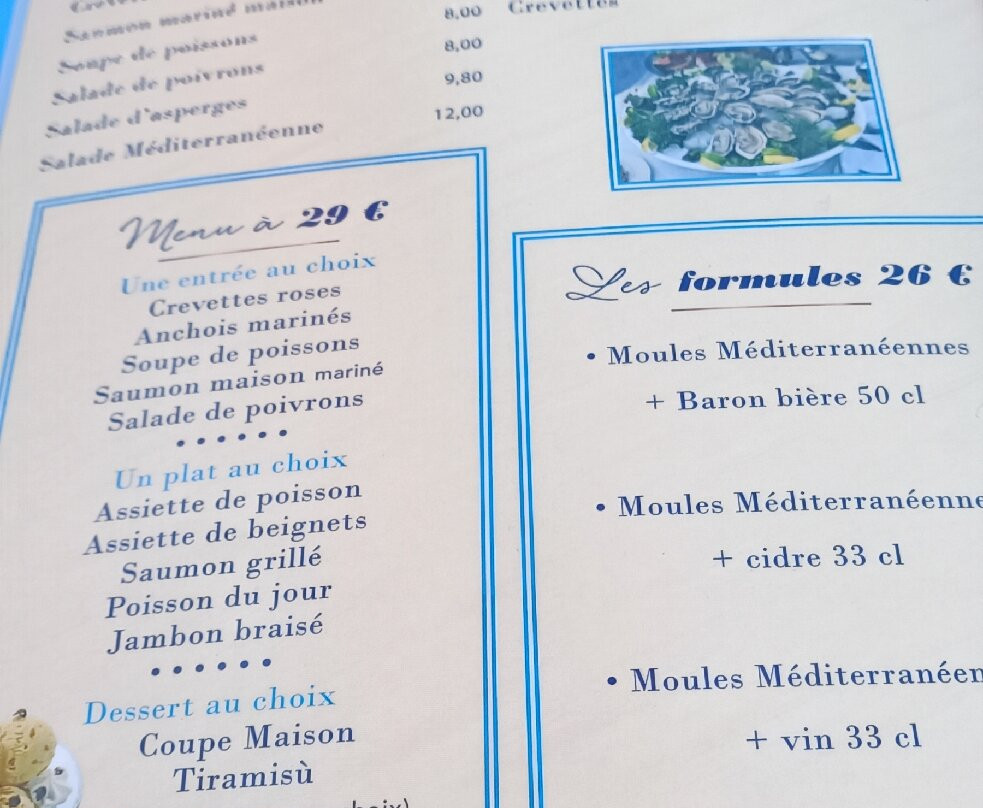 Saumon mariné maison
Soupe de poissons 8,00
Salade de poivrons 8,00
Salade d'asperges 9,80
Salade Méditerranéenne 12,00
Menu à 29 €
Une entrée au choix
Crevettes roses
Anchois marinés
Soupe de poissons
Saumon maison mariné
Salade de poivrons
••••••
Un plat au choix
Assiette de poisson
Assiette de beignets
Saumon grillé
Poisson du jour
Jambon braisé
••••••
Dessert au choix
Coupe Maison
Tiramisù
Crevettes
Les formules 26 €
• Moules Méditerranéennes
+ Baron bière 50 cl
• Moules Méditerranéenne
+ cidre 33 cl
• Moules Méditerranéen
+ vin 33 cl